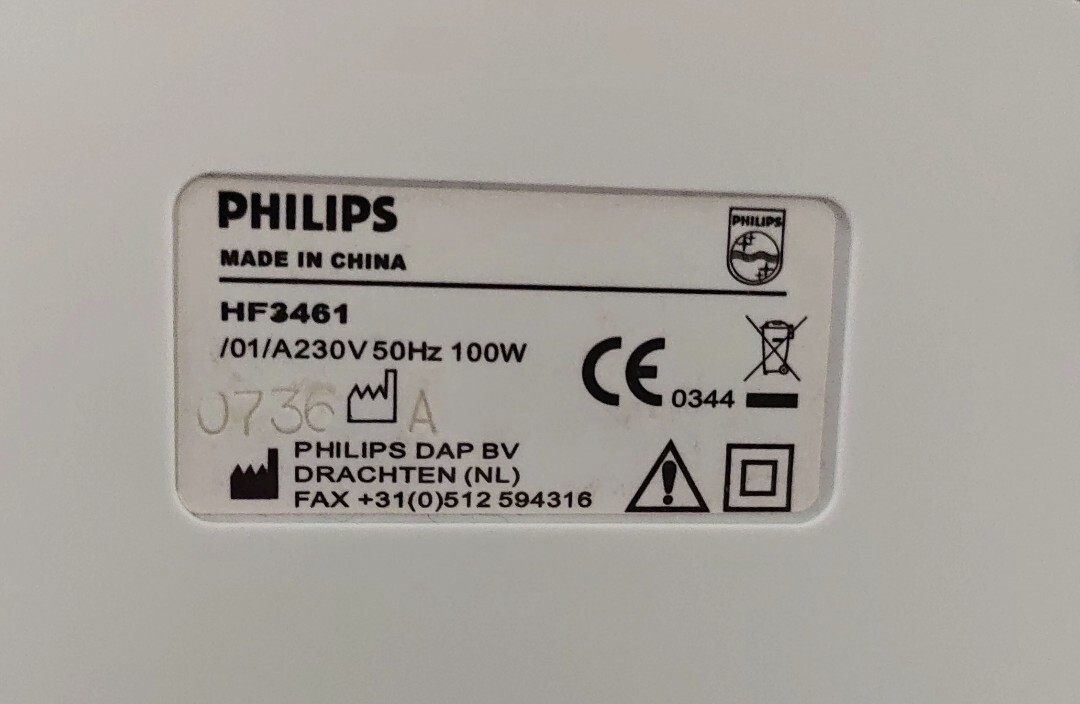 PHILIPS
MADE IN CHINA
PHILIPS
HF3461
/01/A230V 50Hz 100W
CE 0344
0736 A
PHILIPS DAP BV
DRACHTEN (NL)
FAX +31(0)512 594316